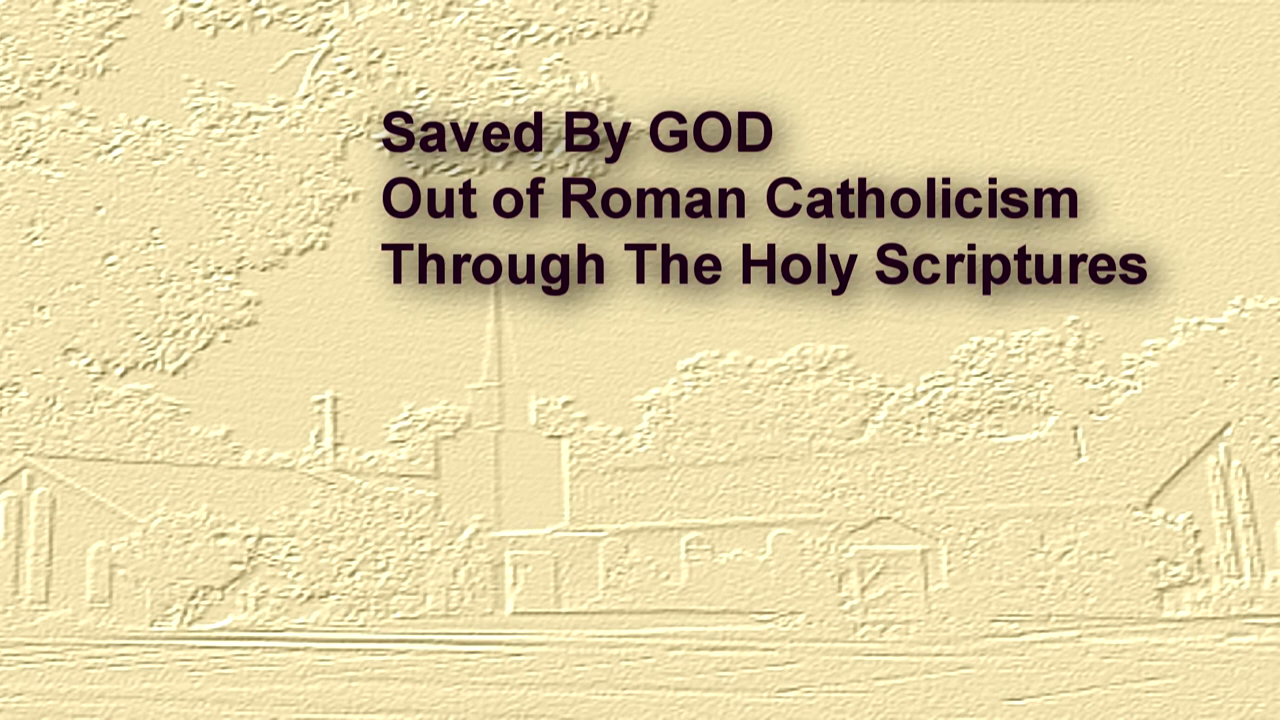 Saved By GOD
Out of Roman Catholicism
Through The Holy Scriptures